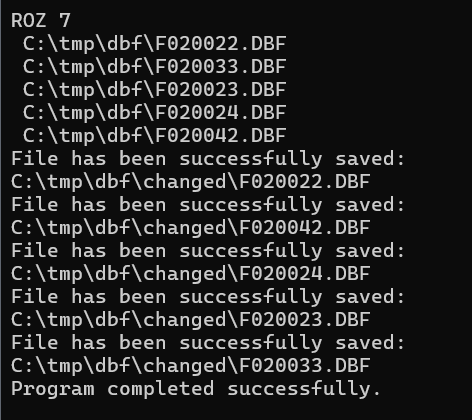 ROZ 7
C:\tmp\dbf\F020022.DBF
C:\tmp\dbf\F020033.DBF
C:\tmp\dbf\F020023.DBF
C:\tmp\dbf\F020024.DBF
C:\tmp\dbf\F020042.DBF
File has been successfully saved:
C:\tmp\dbf\changed\F020022.DBF
File has been successfully saved:
C:\tmp\dbf\changed\F020042.DBF
File has been successfully saved:
C:\tmp\dbf\changed\F020024.DBF
File has been successfully saved:
C:\tmp\dbf\changed\F020023.DBF
File has been successfully saved:
C:\tmp\dbf\changed\F020033.DBF
Program completed successfully.